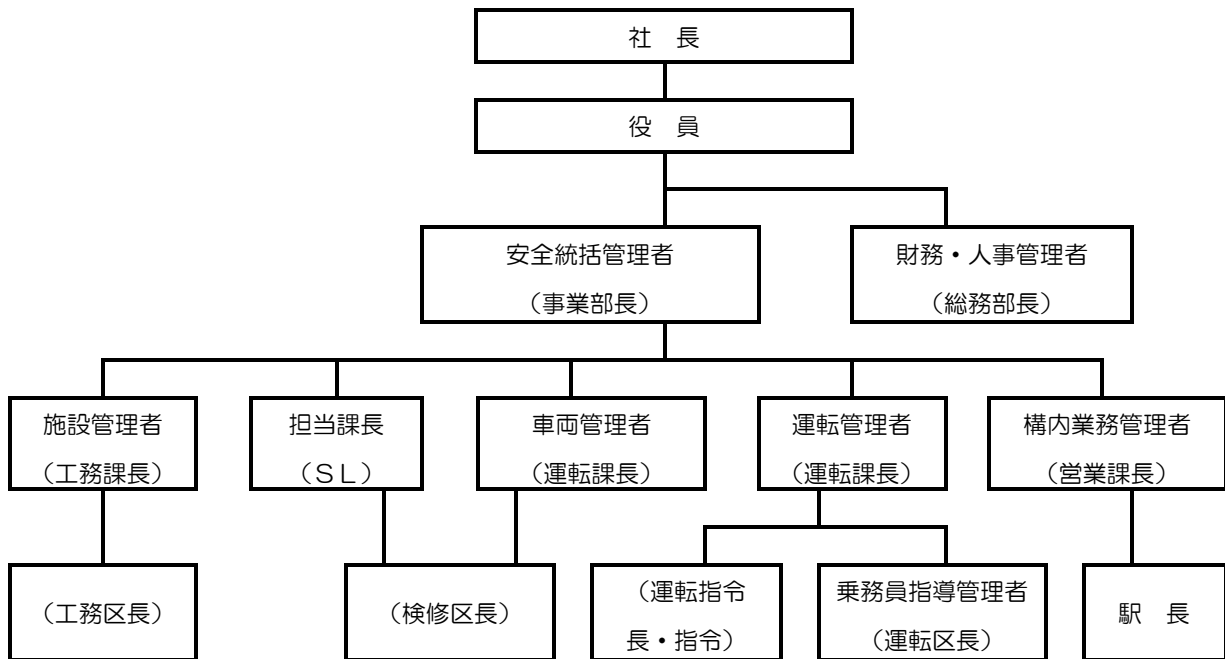 社　長
役　員
安全統括管理者
（事業部長）
財務・人事管理者
（総務部長）
施設管理者
（工務課長）
担当課長
（ＳＬ）
車両管理者
（運転課長）
運転管理者
（運転課長）
構内業務管理者
（営業課長）
（工務区長）
（検修区長）
（運転指令
長・指令）
乗務員指導管理者
（運転区長）
駅　長